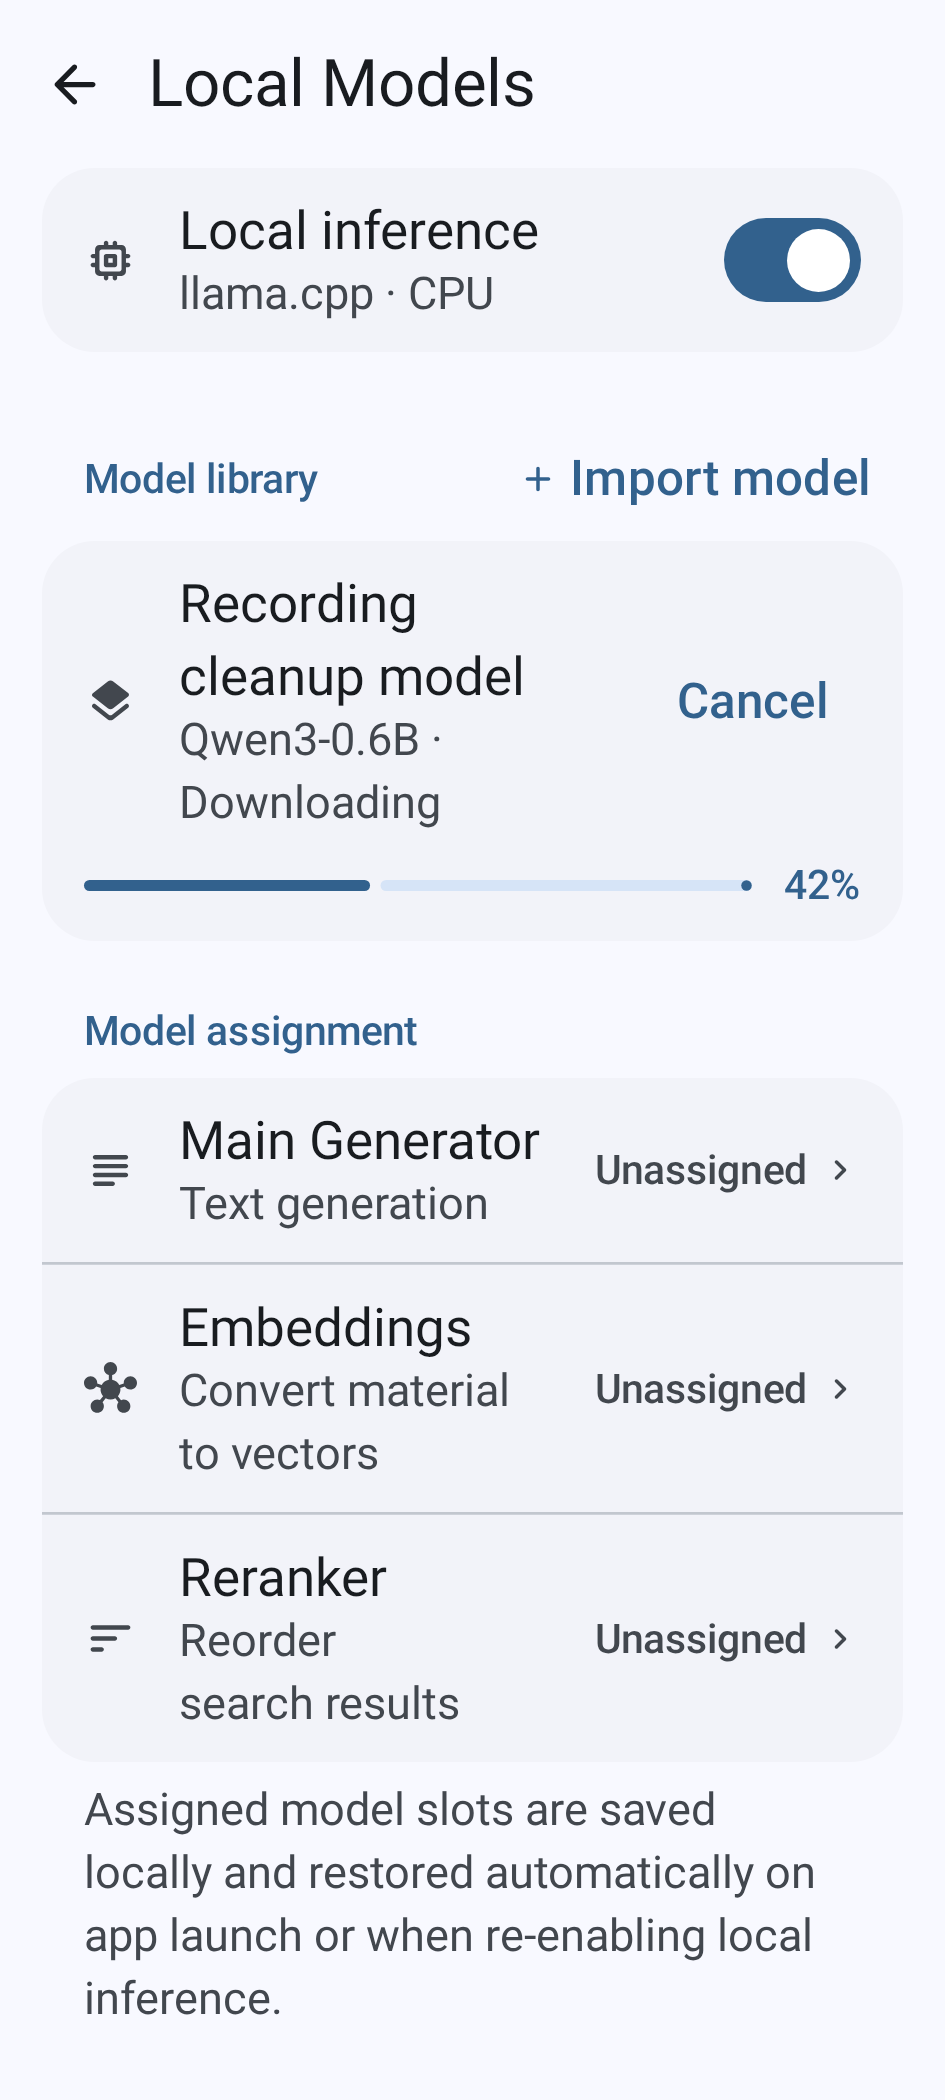 Local Models
Local inference
llama.cpp · CPU
Model library
+ Import model
Recording
cleanup model
Qwen3-0.6B ·
Downloading
Cancel
42%
Model assignment
Main Generator
Text generation
Unassigned
Embeddings
Convert material
to vectors
Unassigned
Reranker
Reorder
search results
Unassigned
Assigned model slots are saved
locally and restored automatically on
app launch or when re-enabling local
inference.